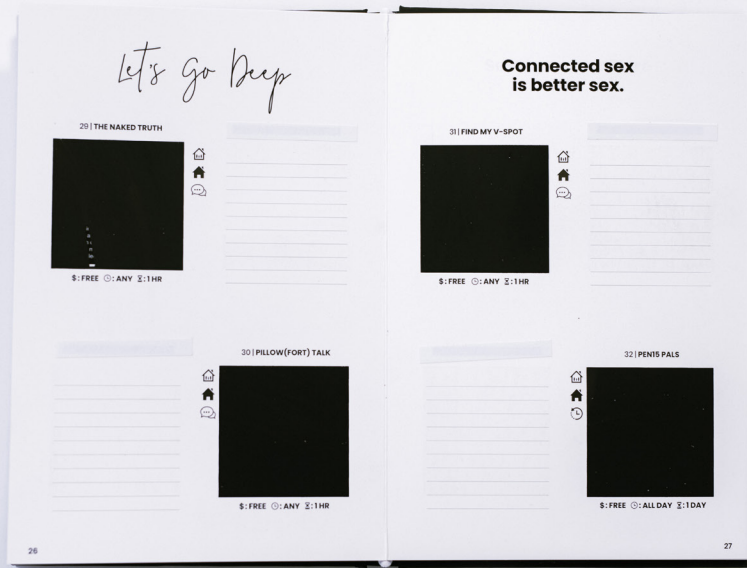 Let's Go Deep
29 | THE NAKED TRUTH
$: FREE : ANY : 1 HR
30 | PILLOW(FORT) TALK
$: FREE : ANY : 1 HR
26
Connected sex
is better sex.
31 | FIND MY V-SPOT
$: FREE : ANY : 1 HR
32 | PEN15 PALS
$: FREE : ALL DAY : 1 DAY
27